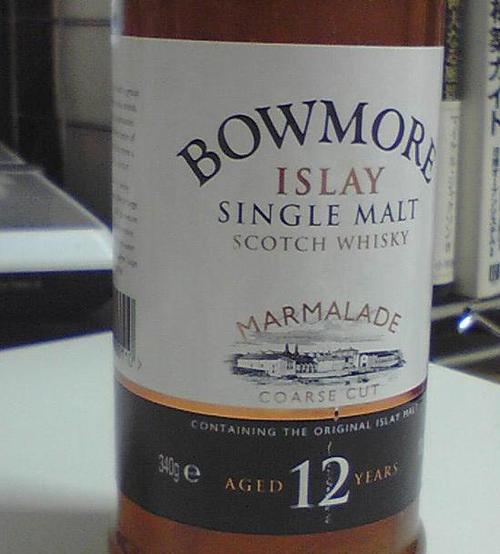 BOWMORE
ISLAY
SINGLE MALT
SCOTCH WHISKY
MARMALADE
COARSE CUT
CONTAINING THE ORIGINAL ISLAY MALT
340g e
AGED 12 YEARS